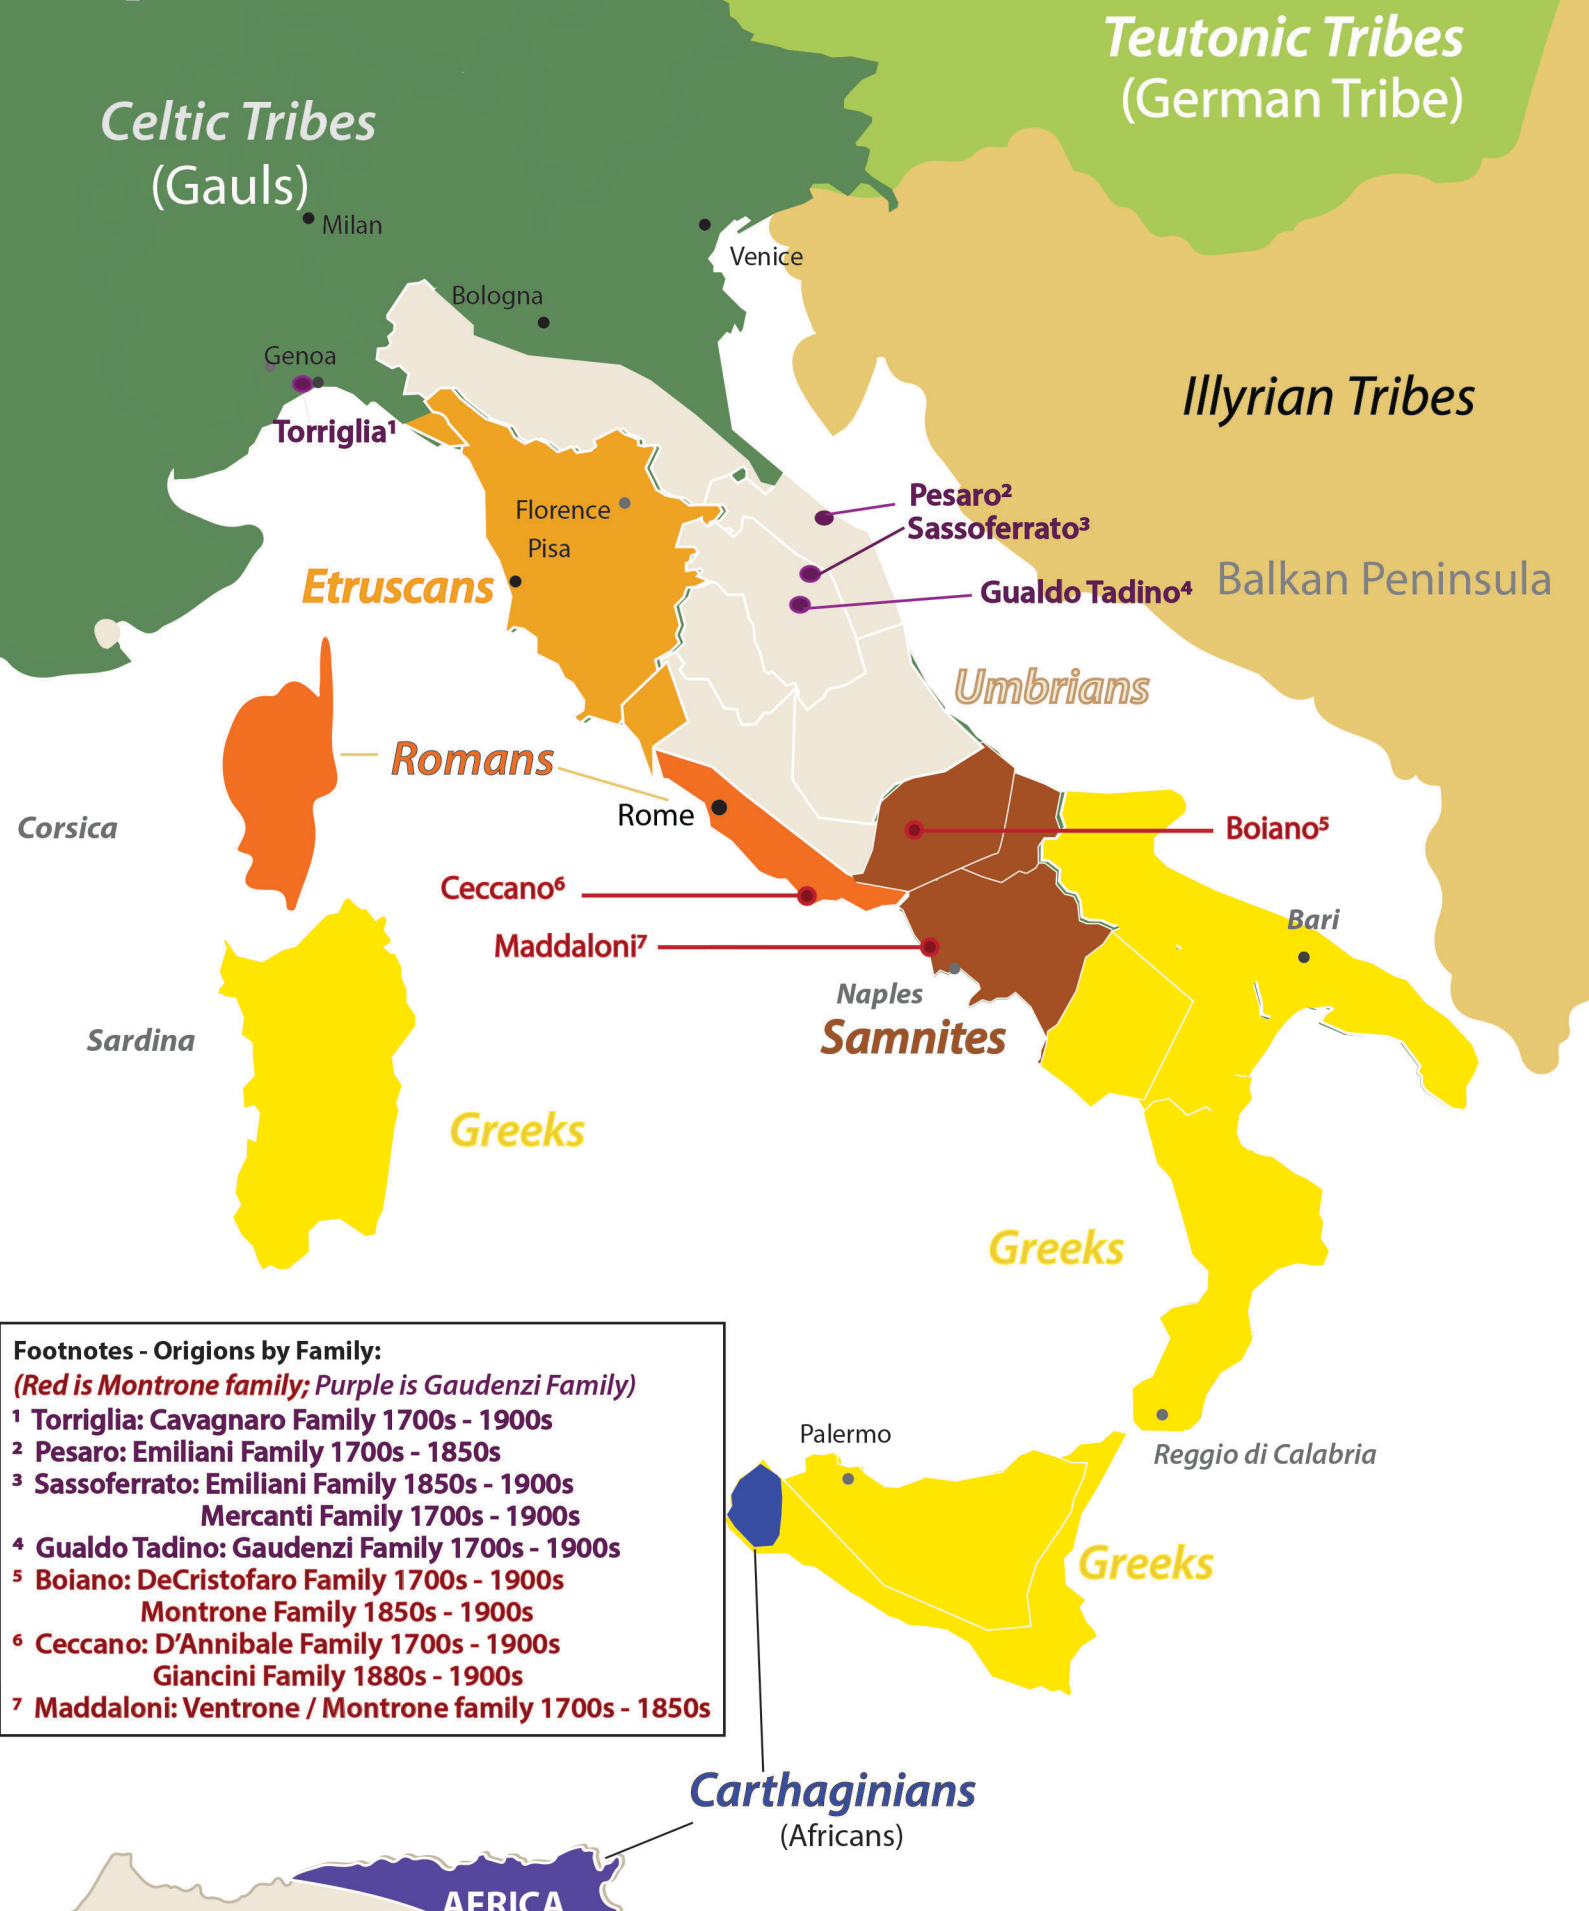 Teutonic Tribes
(German Tribe)
Celtic Tribes
(Gauls)
Milan
Venice
Bologna
Genoa
Illyrian Tribes
Torriglia¹
Pesaro²
Florence
Sassoferrato³
Pisa
Etruscans
Balkan Peninsula
Gualdo Tadino⁴
Umbrians
Romans
Rome
Corsica
Boiano⁵
Ceccano⁶
Bari
Maddaloni⁷
Naples
Samnites
Sardina
Greeks
Greeks
Footnotes - Origions by Family:
(Red is Montrone family; Purple is Gaudenzi Family)
¹ Torriglia: Cavagnaro Family 1700s - 1900s
² Pesaro: Emiliani Family 1700s - 1850s
³ Sassoferrato: Emiliani Family 1850s - 1900s
Mercanti Family 1700s - 1900s
⁴ Gualdo Tadino: Gaudenzi Family 1700s - 1900s
⁵ Boiano: DeCristofaro Family 1700s - 1900s
Montrone Family 1850s - 1900s
⁶ Ceccano: D’Annibale Family 1700s - 1900s
Giancini Family 1880s - 1900s
⁷ Maddaloni: Ventrone / Montrone family 1700s - 1850s
Palermo
Reggio di Calabria
Greeks
Carthaginians
(Africans)
AFRICA